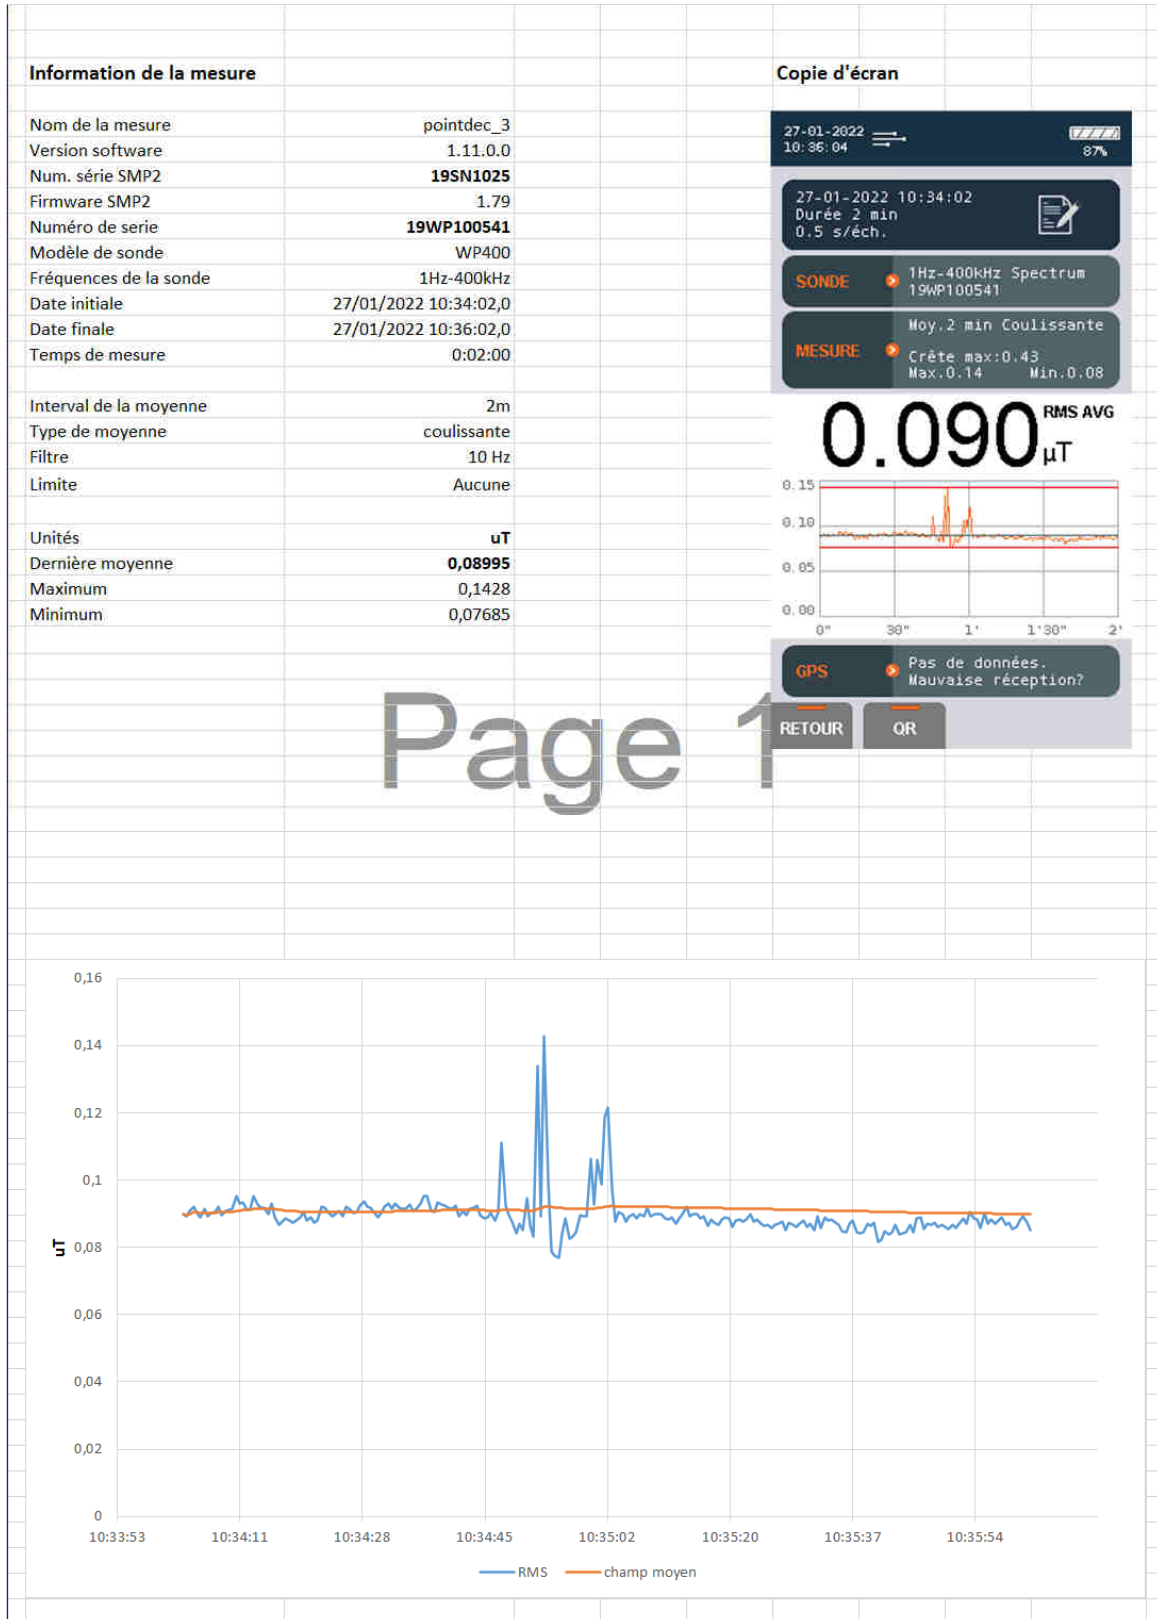 Information de la mesure
Copie d'écran
Nom de la mesure pointdec_3
Version software 1.11.0.0
Num. série SMP2 19SN1025
Firmware SMP2 1.79
Numéro de serie 19WP100541
Modèle de sonde WP400
Fréquences de la sonde 1Hz-400kHz
Date initiale 27/01/2022 10:34:02,0
Date finale 27/01/2022 10:36:02,0
Temps de mesure 0:02:00
Interval de la moyenne 2m
Type de moyenne coulissante
Filtre 10 Hz
Limite Aucune
Unités uT
Dernière moyenne 0,08995
Maximum 0,1428
Minimum 0,07685
27-01-2022
10:36:04
87%
27-01-2022 10:34:02
Durée 2 min
0.5 s/éch.
SONDE
1Hz-400kHz Spectrum
19WP100541
MESURE
Moy.2 min Coulissante
Crête max:0.43
Max.0.14 Min.0.08
0.090 RMS AVG
µT
0.15
0.10
0.05
0.00
0" 30" 1' 1'30" 2'
GPS
Pas de données.
Mauvaise réception?
RETOUR QR
Page 1
0,16
0,14
0,12
0,1
0,08
0,06
0,04
0,02
0
uT
10:33:53 10:34:11 10:34:28 10:34:45 10:35:02 10:35:20 10:35:37 10:35:54
RMS champ moyen